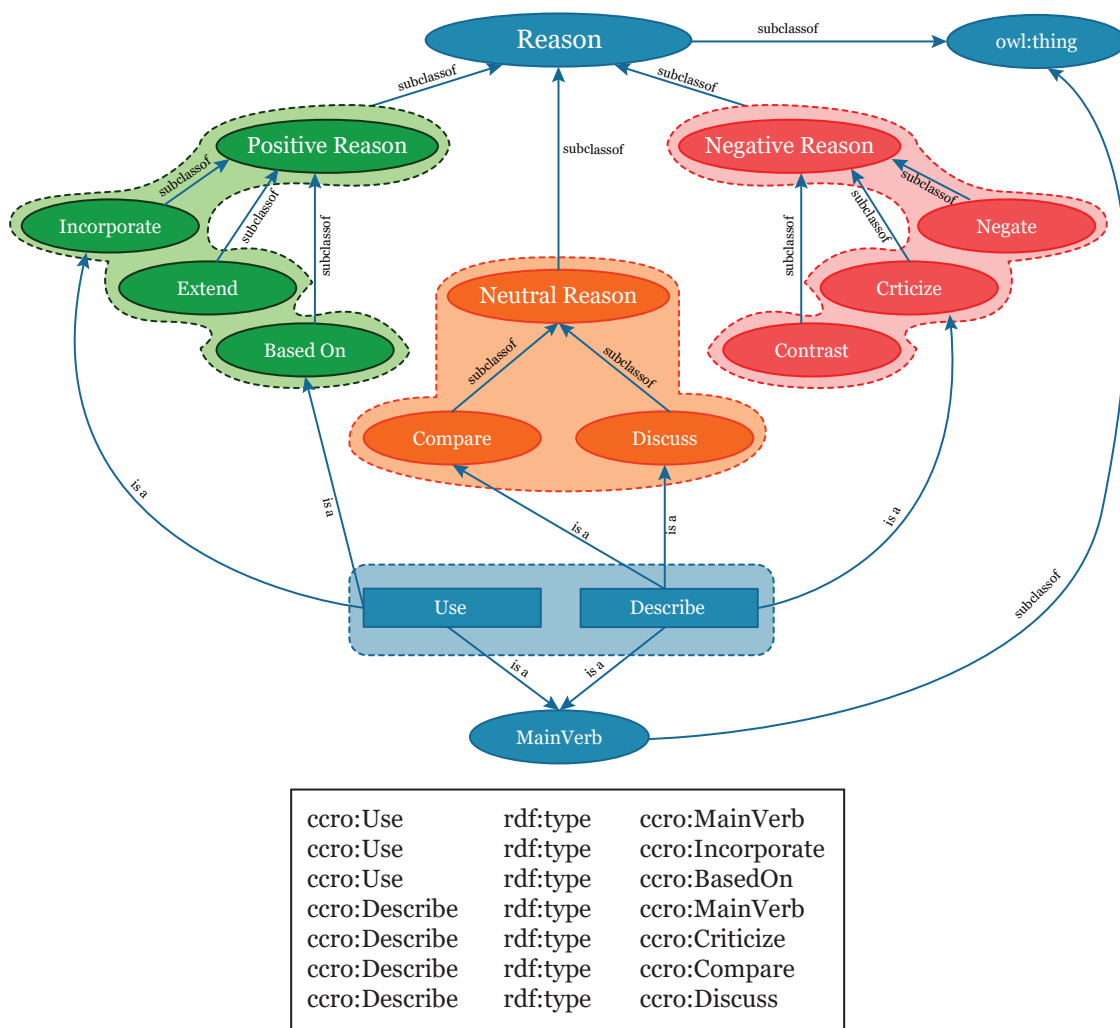 Reason
subclassof
owl:thing
subclassof
subclassof
subclassof
Positive Reason
Negative Reason
subclassof
subclassof
subclassof
subclassof
subclassof
subclassof
Incorporate
Negate
Extend
Crticize
Neutral Reason
Based On
Contrast
subclassof
subclassof
Compare
Discuss
is a
is a
is a
is a
is a
Use
Describe
subclassof
is a
is a
MainVerb
ccro:Use rdf:type ccro:MainVerb
ccro:Use rdf:type ccro:Incorporate
ccro:Use rdf:type ccro:BasedOn
ccro:Describe rdf:type ccro:MainVerb
ccro:Describe rdf:type ccro:Criticize
ccro:Describe rdf:type ccro:Compare
ccro:Describe rdf:type ccro:Discuss